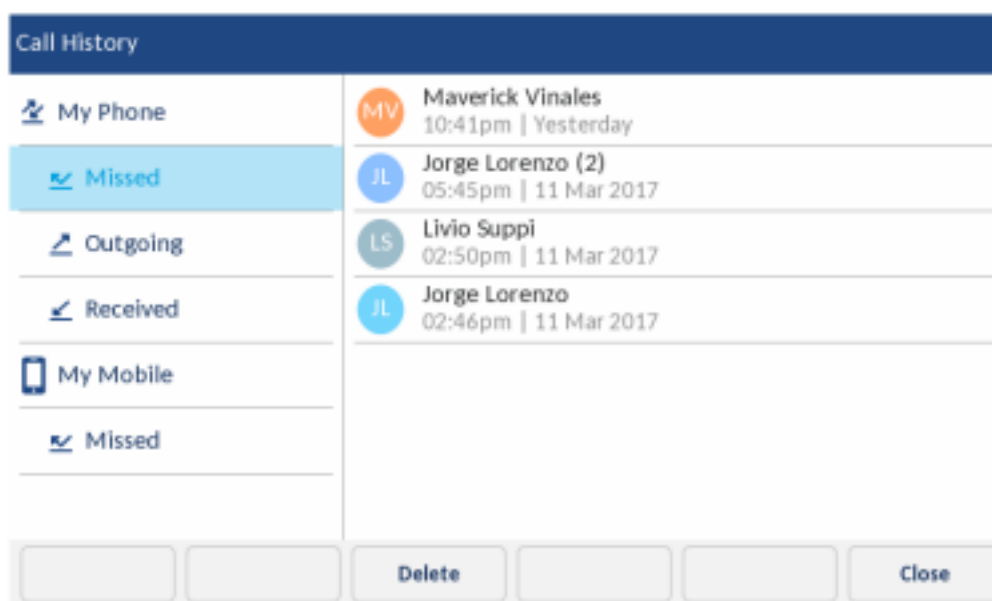 Call History
My Phone
Missed
Outgoing
Received
My Mobile
Missed
MV
Maverick Vinales
10:41pm | Yesterday
JL
Jorge Lorenzo (2)
05:45pm | 11 Mar 2017
LS
Livio Suppi
02:50pm | 11 Mar 2017
JL
Jorge Lorenzo
02:46pm | 11 Mar 2017
Delete
Close